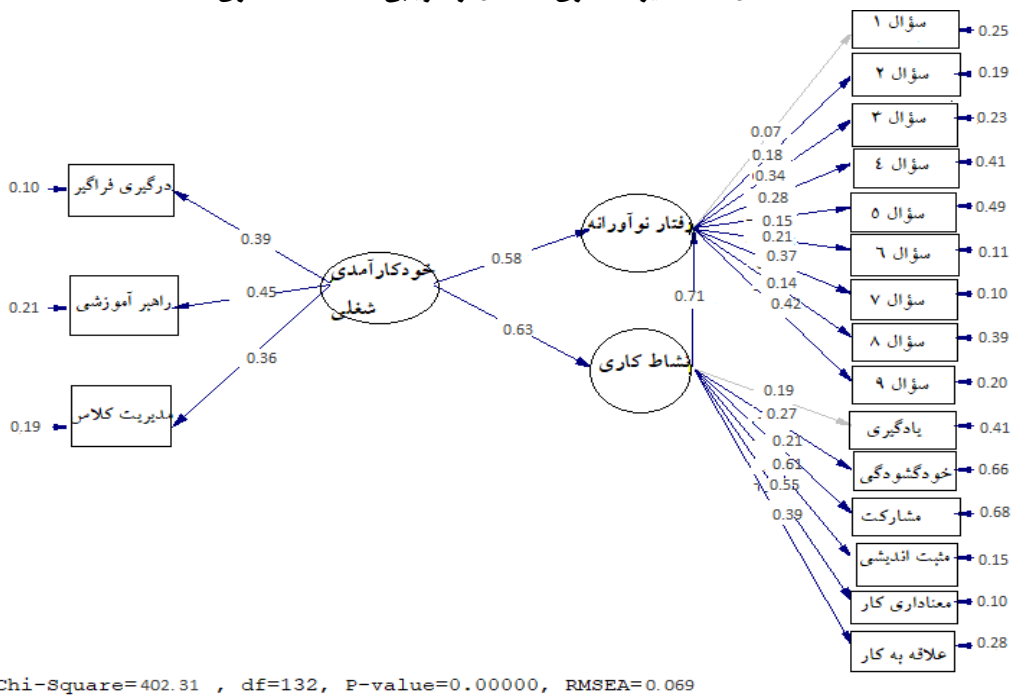 سؤال ١
0.25
سؤال ٢
0.19
سؤال ٣
0.23
سؤال ٤
0.41
سؤال ٥
0.49
سؤال ٦
0.11
سؤال ٧
0.10
سؤال ٨
0.39
سؤال ٩
0.20
یادگیری
0.41
خودگشودگی
0.66
مشارکت
0.68
مثبت اندیشی
0.15
معناداری کار
0.10
علاقه به کار
0.28
0.07
0.18
0.34
0.28
0.15
0.21
0.37
0.14
0.42
رفتار نوآورانه
0.58
0.71
0.63
نشاط کاری
0.19
0.27
0.21
0.61
0.55
0.39
خودکارآمدی
شغلی
0.39
0.45
0.36
درگیری فراگیر
0.10
راهبر آموزشی
0.21
مدیریت کلاس
0.19
Chi-Square=402.31 , df=132, P-value=0.00000, RMSEA=0.069